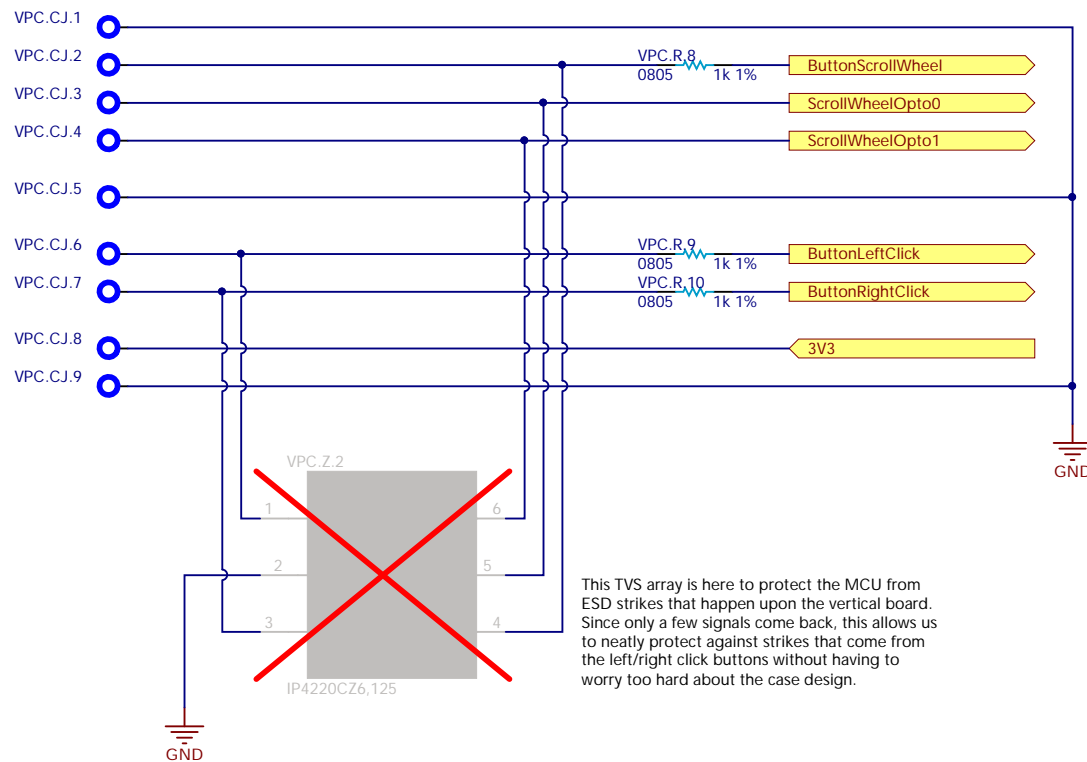 VPC.CJ.1
VPC.CJ.2
VPC.R.8
0805 1k 1%
ButtonScrollWheel
VPC.CJ.3
ScrollWheelOpto0
VPC.CJ.4
ScrollWheelOpto1
VPC.CJ.5
VPC.CJ.6
VPC.R.9
0805 1k 1%
ButtonLeftClick
VPC.CJ.7
VPC.R.10
0805 1k 1%
ButtonRightClick
VPC.CJ.8
3V3
VPC.CJ.9
GND
VPC.Z.2
1
6
2
5
3
4
IP4220CZ6,125
This TVS array is here to protect the MCU from
ESD strikes that happen upon the vertical board.
Since only a few signals come back, this allows us
to neatly protect against strikes that come from
the left/right click buttons without having to
worry too hard about the case design.
GND